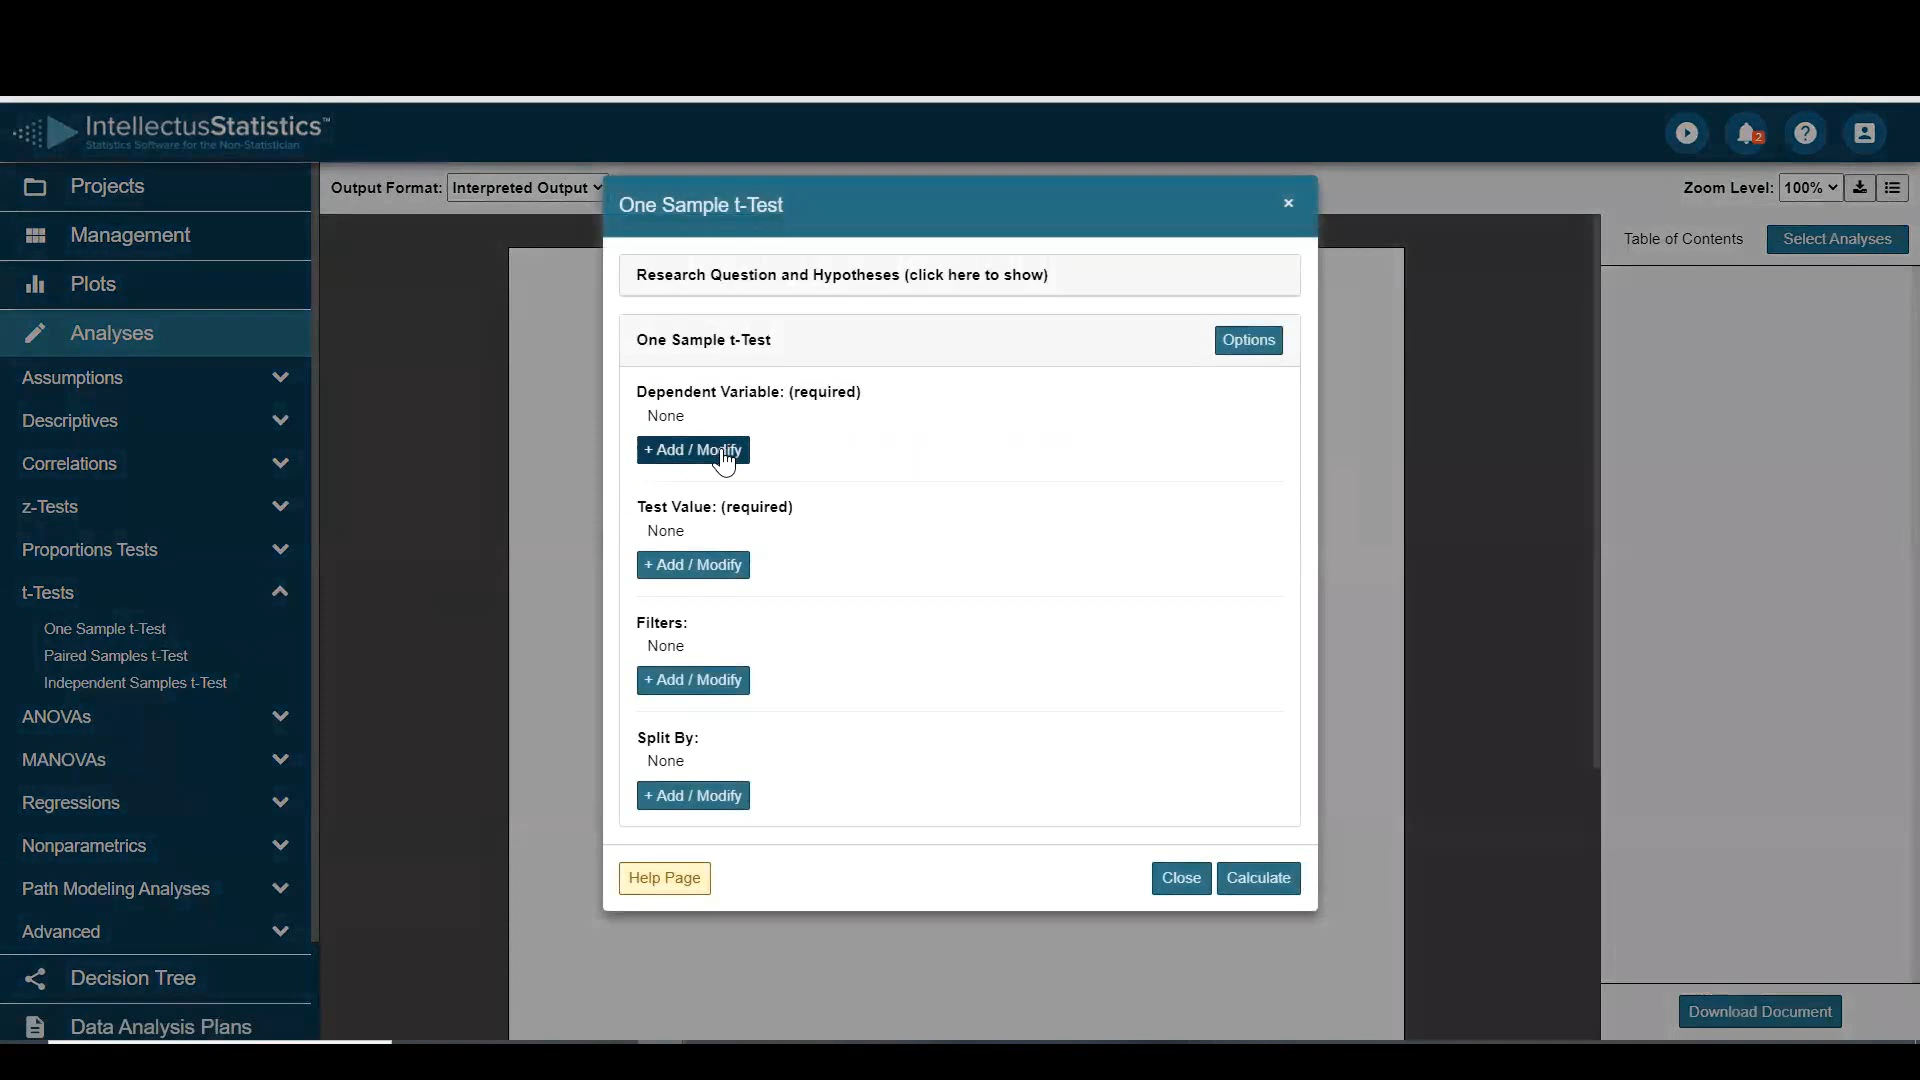 IntellectusStatistics™
Statistics Software for the Non-Statistician
2
Projects
Management
Plots
Analyses
Assumptions
Descriptives
Correlations
z-Tests
Proportions Tests
t-Tests
One Sample t-Test
Paired Samples t-Test
Independent Samples t-Test
ANOVAs
MANOVAs
Regressions
Nonparametrics
Path Modeling Analyses
Advanced
Decision Tree
Data Analysis Plans
Output Format: Interpreted Output
Zoom Level: 100%
Table of Contents
Select Analyses
Download Document
One Sample t-Test
×
Research Question and Hypotheses (click here to show)
One Sample t-Test
Options
Dependent Variable: (required)
None
+ Add / Modify
Test Value: (required)
None
+ Add / Modify
Filters:
None
+ Add / Modify
Split By:
None
+ Add / Modify
Help Page
Close
Calculate